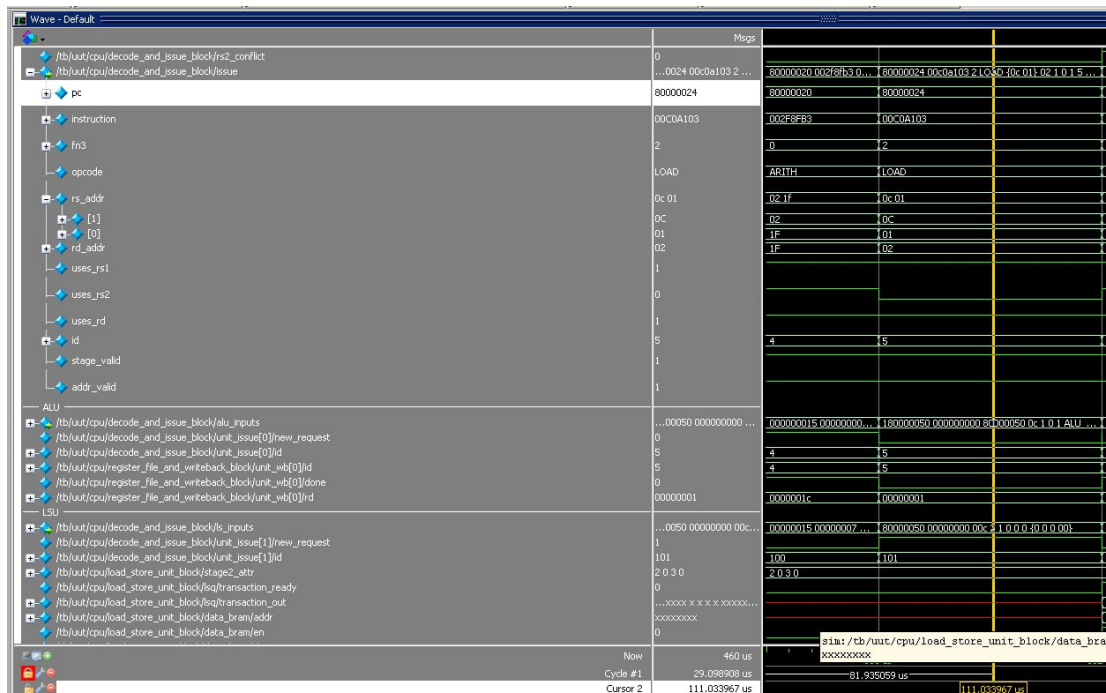 Wave - Default
Msgs
/tb/uut/cpu/decode_and_issue_block/rs2_conflict 0
/tb/uut/cpu/decode_and_issue_block/issue ...0024 00c0a103 2 ... 80000020 002f8fb3 0... 80000024 00c0a103 2 LOAD {0c 01} 02 1 0 1 5 ...
pc 80000024 80000020 80000024
instruction 00C0A103 002F8FB3 00C0A103
fn3 2 0 2
opcode LOAD ARITH LOAD
rs_addr 0c 01 02 1f 0c 01
[1] 0C 02 0C
[0] 01 1F 01
rd_addr 02 1F 02
uses_rs1 1
uses_rs2 0
uses_rd 1
id 5 4 5
stage_valid 1
addr_valid 1
ALU
/tb/uut/cpu/decode_and_issue_block/alu_inputs ...00050 000000000 ... 000000015 00000000... 180000050 000000000 80000050 0c 1 0 1 ALU ...
/tb/uut/cpu/decode_and_issue_block/unit_issue[0]/new_request 0
/tb/uut/cpu/decode_and_issue_block/unit_issue[0]/id 5 4 5
/tb/uut/cpu/register_file_and_writeback_block/unit_wb[0]/id 5 4 5
/tb/uut/cpu/register_file_and_writeback_block/unit_wb[0]/done 0
/tb/uut/cpu/register_file_and_writeback_block/unit_wb[0]/rd 00000001 0000001c 00000001
LSU
/tb/uut/cpu/decode_and_issue_block/ls_inputs ...0050 00000000 00c... 00000015 00000007 ... 80000050 00000000 00c 2 1 0 0 0 {0 0 0 00}
/tb/uut/cpu/decode_and_issue_block/unit_issue[1]/new_request 1
/tb/uut/cpu/decode_and_issue_block/unit_issue[1]/id 101 100 101
/tb/uut/cpu/load_store_unit_block/stage2_attr 2 0 3 0 2 0 3 0
/tb/uut/cpu/load_store_unit_block/lsq/transaction_ready 0
/tb/uut/cpu/load_store_unit_block/lsq/transaction_out ...xxxx x x x x xxxxx...
/tb/uut/cpu/load_store_unit_block/data_bram/addr xxxxxxxx
/tb/uut/cpu/load_store_unit_block/data_bram/en 0
sim:/tb/uut/cpu/load_store_unit_block/data_bra
xxxxxxxx
Now 460 us
Cycle #1 29.098908 us 81.935059 us
Cursor 2 111.033967 us 111.033967 us